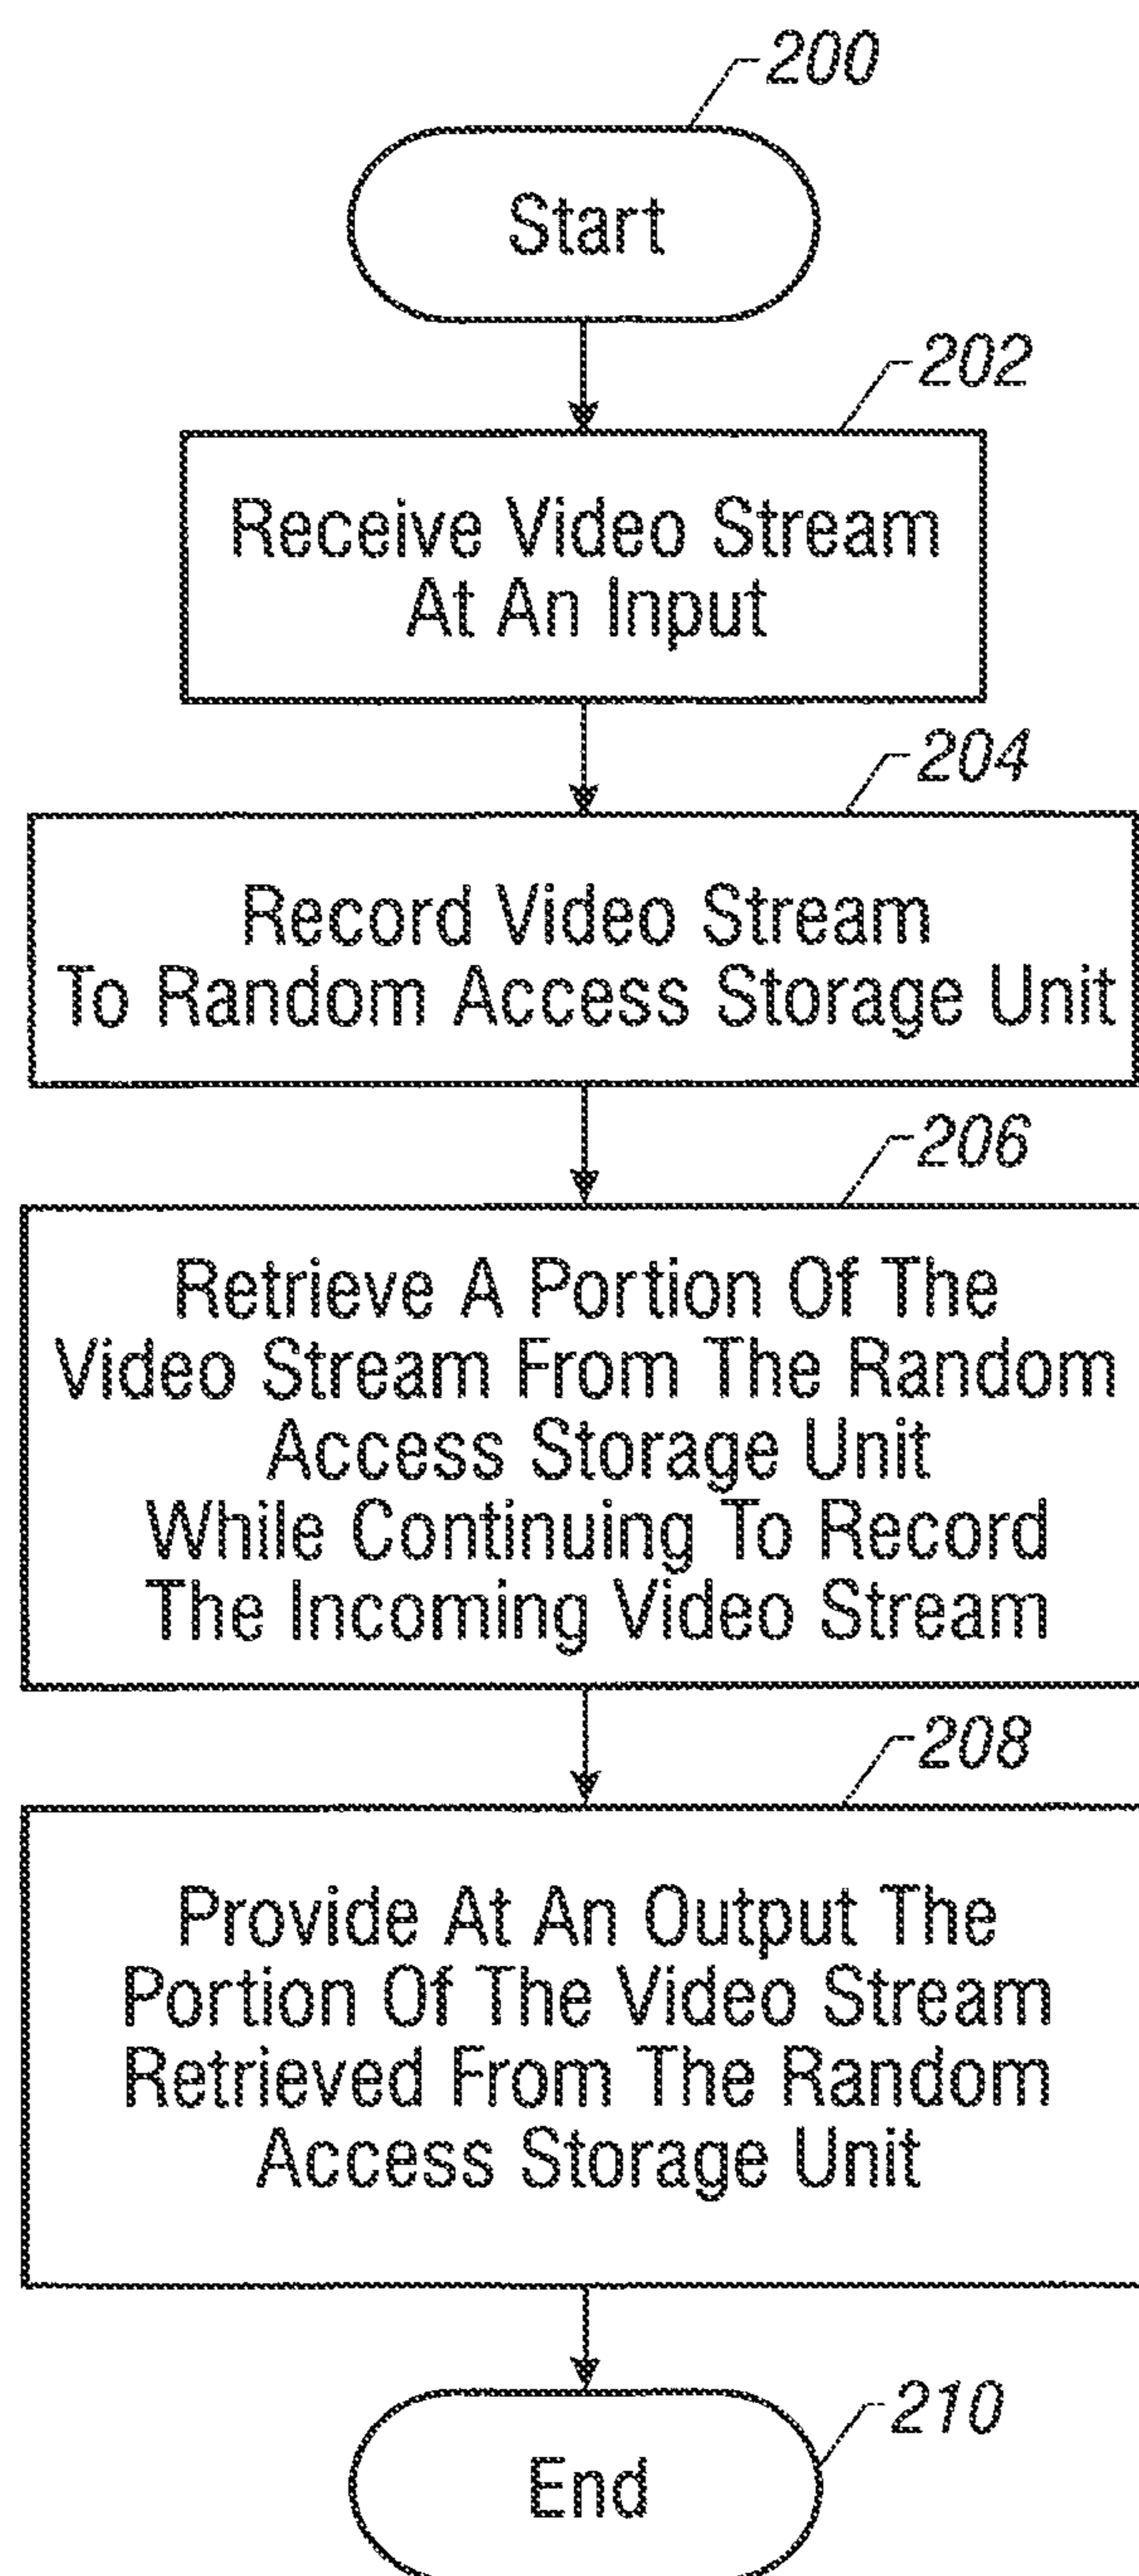 200
Start
202
Receive Video Stream
At An Input
204
Record Video Stream
To Random Access Storage Unit
206
Retrieve A Portion Of The
Video Stream From The Random
Access Storage Unit
While Continuing To Record
The Incoming Video Stream
208
Provide At An Output The
Portion Of The Video Stream
Retrieved From The Random
Access Storage Unit
210
End